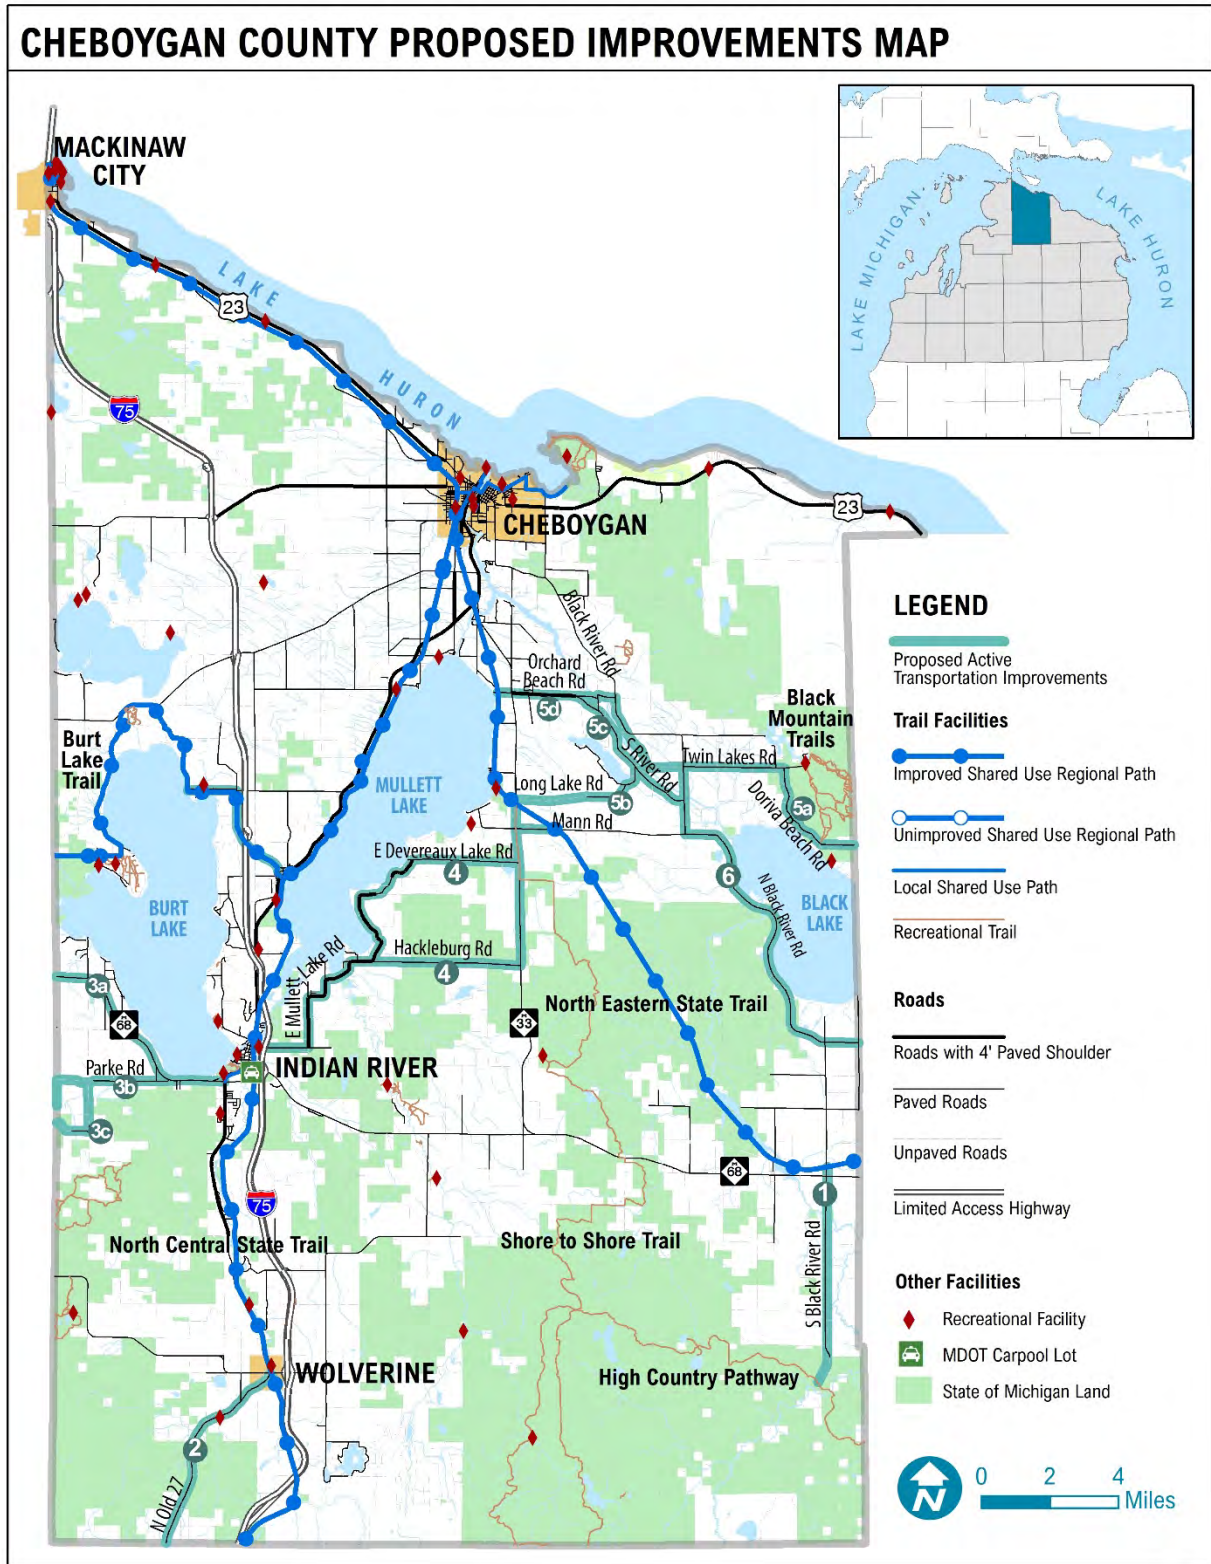 CHEBOYGAN COUNTY PROPOSED IMPROVEMENTS MAP
MACKINAW
CITY
LAKE
HURON
23
75
LAKE MICHIGAN
LAKE HURON
CHEBOYGAN
23
Black River Rd
Orchard
Beach Rd
5d
5c
S River Rd
Black
Mountain
Trails
Twin Lakes Rd
Doriva Beach Rd
5a
Burt
Lake
Trail
MULLETT
LAKE
Long Lake Rd
5b
Mann Rd
E Devereaux Lake Rd
4
6
N Black River Rd
BLACK
LAKE
BURT
LAKE
Hackleburg Rd
4
E Mullett Lake Rd
3a
68
33
North Eastern State Trail
Parke Rd
3b
3c
INDIAN RIVER
68
1
75
North Central State Trail
Shore to Shore Trail
S Black River Rd
High Country Pathway
WOLVERINE
2
N Old 27
LEGEND
Proposed Active
Transportation Improvements
Trail Facilities
Improved Shared Use Regional Path
Unimproved Shared Use Regional Path
Local Shared Use Path
Recreational Trail
Roads
Roads with 4' Paved Shoulder
Paved Roads
Unpaved Roads
Limited Access Highway
Other Facilities
Recreational Facility
MDOT Carpool Lot
State of Michigan Land
N
0 2 4
Miles